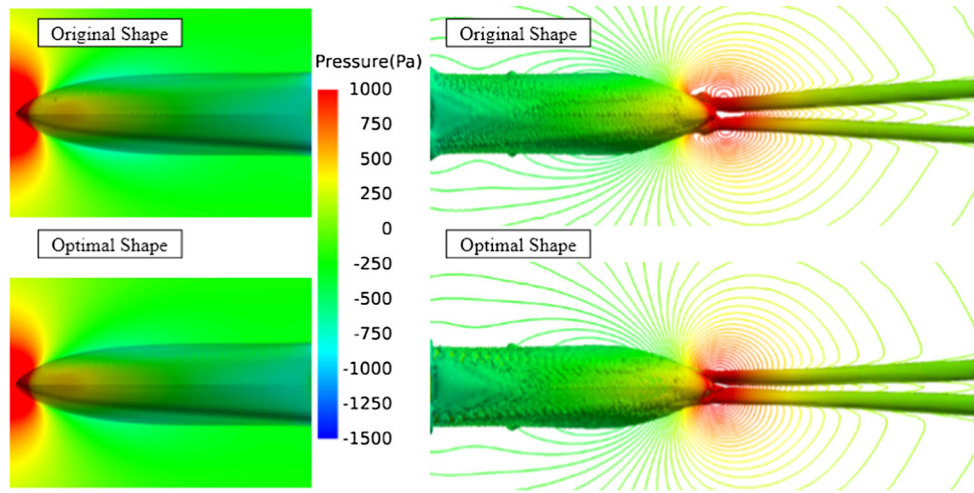 Original Shape
Original Shape
Pressure(Pa)
1000
750
500
250
0
-250
-500
-750
-1000
-1250
-1500
Optimal Shape
Optimal Shape